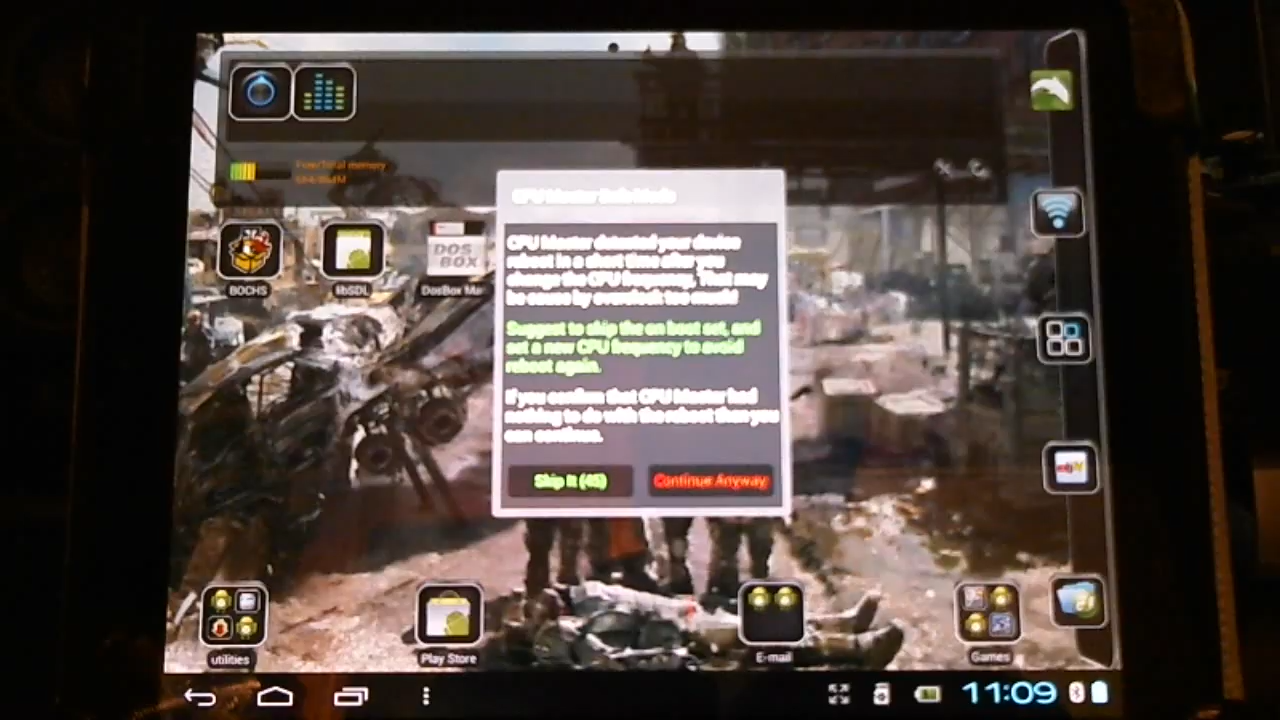 Free/Total memory
CPU Master Safe Mode
CPU Master detected your device
reboot in a short time after you
change the CPU frequency, That may
be cause by overclock too much!
Suggest to skip the on boot set, and
set a new CPU frequency to avoid
reboot again.
If you confirm that CPU Master had
nothing to do with the reboot then you
can continue.
Skip It (45)
Continue Anyway
BOCHS
libSDL
DOS
BOX
DosBox Ma
utilities
Play Store
E-mail
Games
11:09